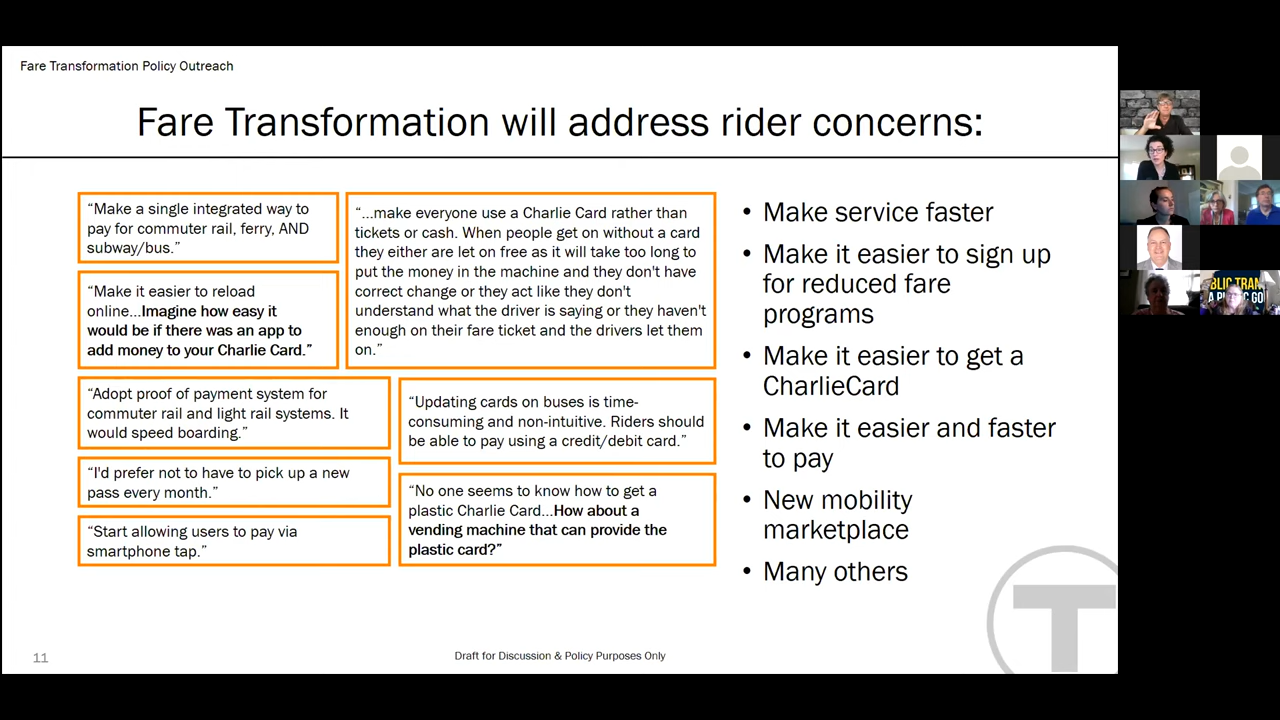 Fare Transformation Policy Outreach
Fare Transformation will address rider concerns:
“Make a single integrated way to
pay for commuter rail, ferry, AND
subway/bus.”
“Make it easier to reload
online...Imagine how easy it
would be if there was an app to
add money to your Charlie Card.”
“...make everyone use a Charlie Card rather than
tickets or cash. When people get on without a card
they either are let on free as it will take too long to
put the money in the machine and they don't have
correct change or they act like they don't
understand what the driver is saying or they haven't
enough on their fare ticket and the drivers let them
on.”
“Adopt proof of payment system for
commuter rail and light rail systems. It
would speed boarding.”
“I'd prefer not to have to pick up a new
pass every month.”
“Start allowing users to pay via
smartphone tap.”
“Updating cards on buses is time-
consuming and non-intuitive. Riders should
be able to pay using a credit/debit card.”
“No one seems to know how to get a
plastic Charlie Card...How about a
vending machine that can provide the
plastic card?”
• Make service faster
• Make it easier to sign up
for reduced fare
programs
• Make it easier to get a
CharlieCard
• Make it easier and faster
to pay
• New mobility
marketplace
• Many others
T
11
Draft for Discussion & Policy Purposes Only